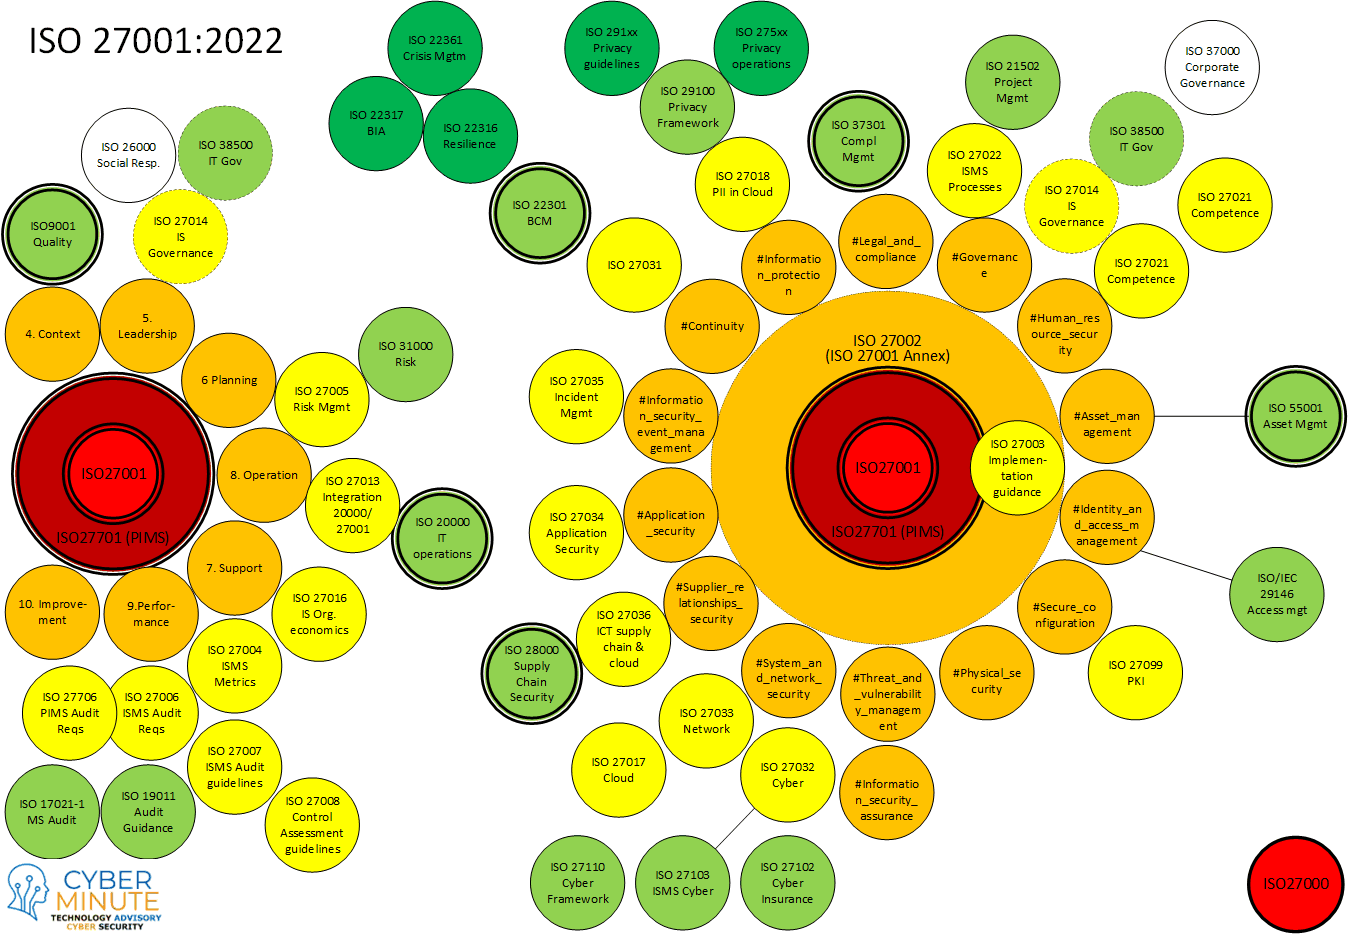 ISO 27001:2022
ISO 26000
Social Resp.
ISO 38500
IT Gov
ISO9001
Quality
ISO 27014
IS
Governance
4. Context
5.
Leadership
6 Planning
ISO 27005
Risk Mgmt
ISO 31000
Risk
ISO27001
ISO27701 (PIMS)
8. Operation
ISO 27013
Integration
20000/
27001
ISO 20000
IT
operations
7. Support
ISO 27016
IS Org.
economics
10. Improve-
ment
9.Perfor-
mance
ISO 27004
ISMS
Metrics
ISO 27706
PIMS Audit
Reqs
ISO 27006
ISMS Audit
Reqs
ISO 27007
ISMS Audit
guidelines
ISO 17021-1
MS Audit
ISO 19011
Audit
Guidance
ISO 27008
Control
Assessment
guidelines
CYBER
MINUTE
TECHNOLOGY ADVISORY
CYBER SECURITY
ISO 22361
Crisis Mgtm
ISO 22317
BIA
ISO 22316
Resilience
ISO 22301
BCM
ISO 291xx
Privacy
guidelines
ISO 275xx
Privacy
operations
ISO 29100
Privacy
Framework
ISO 27018
PII in Cloud
ISO 37301
Compl
Mgmt
ISO 21502
Project
Mgmt
ISO 37000
Corporate
Governance
ISO 27022
ISMS
Processes
ISO 38500
IT Gov
ISO 27014
IS
Governance
ISO 27021
Competence
ISO 27021
Competence
ISO 27031
#Informatio
n_protectio
n
#Legal_and_
compliance
#Governanc
e
#Continuity
#Human_res
ource_secur
ity
ISO 27002
(ISO 27001 Annex)
ISO 27035
Incident
Mgmt
#Informatio
n_security_
event_mana
gement
#Asset_ma
nagement
ISO 55001
Asset Mgmt
ISO27001
ISO27701 (PIMS)
ISO 27003
Implemen-
tation
guidance
ISO 27034
Application
Security
#Application
_security
#Identity_an
d_access_m
anagement
ISO/IEC
29146
Access mgt
#Supplier_re
lationships_
security
ISO 27036
ICT supply
chain &
cloud
ISO 28000
Supply
Chain
Security
#Secure_co
nfiguration
ISO 27099
PKI
#System_an
d_network_
security
#Threat_and
_vulnerabilit
y_managem
ent
#Physical_se
curity
ISO 27033
Network
ISO 27017
Cloud
ISO 27032
Cyber
#Informatio
n_security_
assurance
ISO 27110
Cyber
Framework
ISO 27103
ISMS Cyber
ISO 27102
Cyber
Insurance
ISO27000